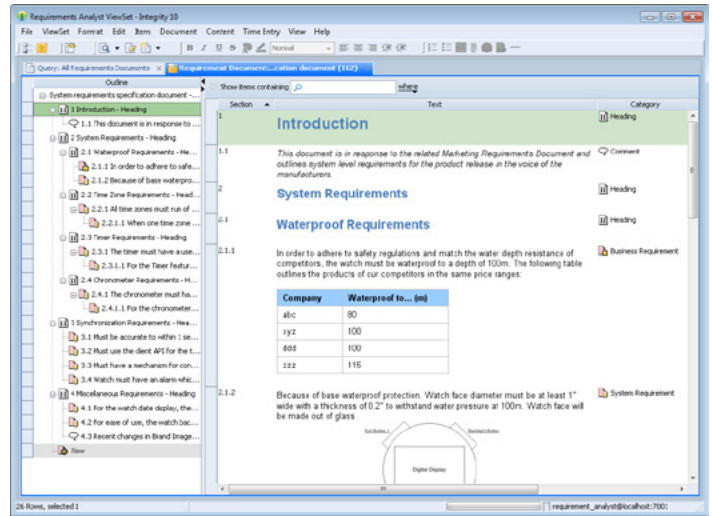 Requirements Analyst ViewSet - Integrity 10
File ViewSet Format Edit Item Document Content Time Entry View Help
Normal
Query: All Requirements Documents
Requirement Document:...cation document (162)
Outline
System requirements specification document -...
1 Introduction - Heading
1.1 This document is in response to ...
2 System Requirements - Heading
2.1 Waterproof Requirements - He...
2.1.1 In order to adhere to safe...
2.1.2 Because of base waterpro...
2.2 Time Zone Requirements - Head...
2.2.1 All time zones must run of ...
2.2.1.1 When one time zone ...
2.3 Timer Requirements - Heading
2.3.1 The timer must have a use...
2.3.1.1 For the Timer featur...
2.4 Chronometer Requirements - H...
2.4.1 The chronometer must ha...
2.4.1.1 For the chronometer...
3 Synchronization Requirements - Hea...
3.1 Must be accurate to within 1 se...
3.2 Must use the client API for the t...
3.3 Must have a mechanism for con...
3.4 Watch must have an alarm whic...
4 Miscelaneous Requirements - Heading
4.1 For the watch date display, the...
4.2 For ease of use, the watch bac...
4.3 Recent changes in Brand Image...
New
Show items containing
where
Section Text Category
1 Introduction Heading
1.1 This document is in response to the related Marketing Requirements Document and Comment
outlines system level requirements for the product release in the voice of the
manufacturers.
2 System Requirements Heading
2.1 Waterproof Requirements Heading
2.1.1 In order to adhere to safety regulations and match the water depth resistance of Business Requirement
competitors, the watch must be waterproof to a depth of 100m. The following table
outlines the products of our competitors in the same price ranges:
Company Waterproof to... (m)
abc 80
xyz 100
ddd 100
zzz 115
2.1.2 Because of base waterproof protection. Watch face diameter must be at least 1" System Requirement
wide with a thickness of 0.2" to withstand water pressure at 100m. Watch face will
be made out of glass
Digital Display
26 Rows, selected 1
requirement_analyst@localhost:7001